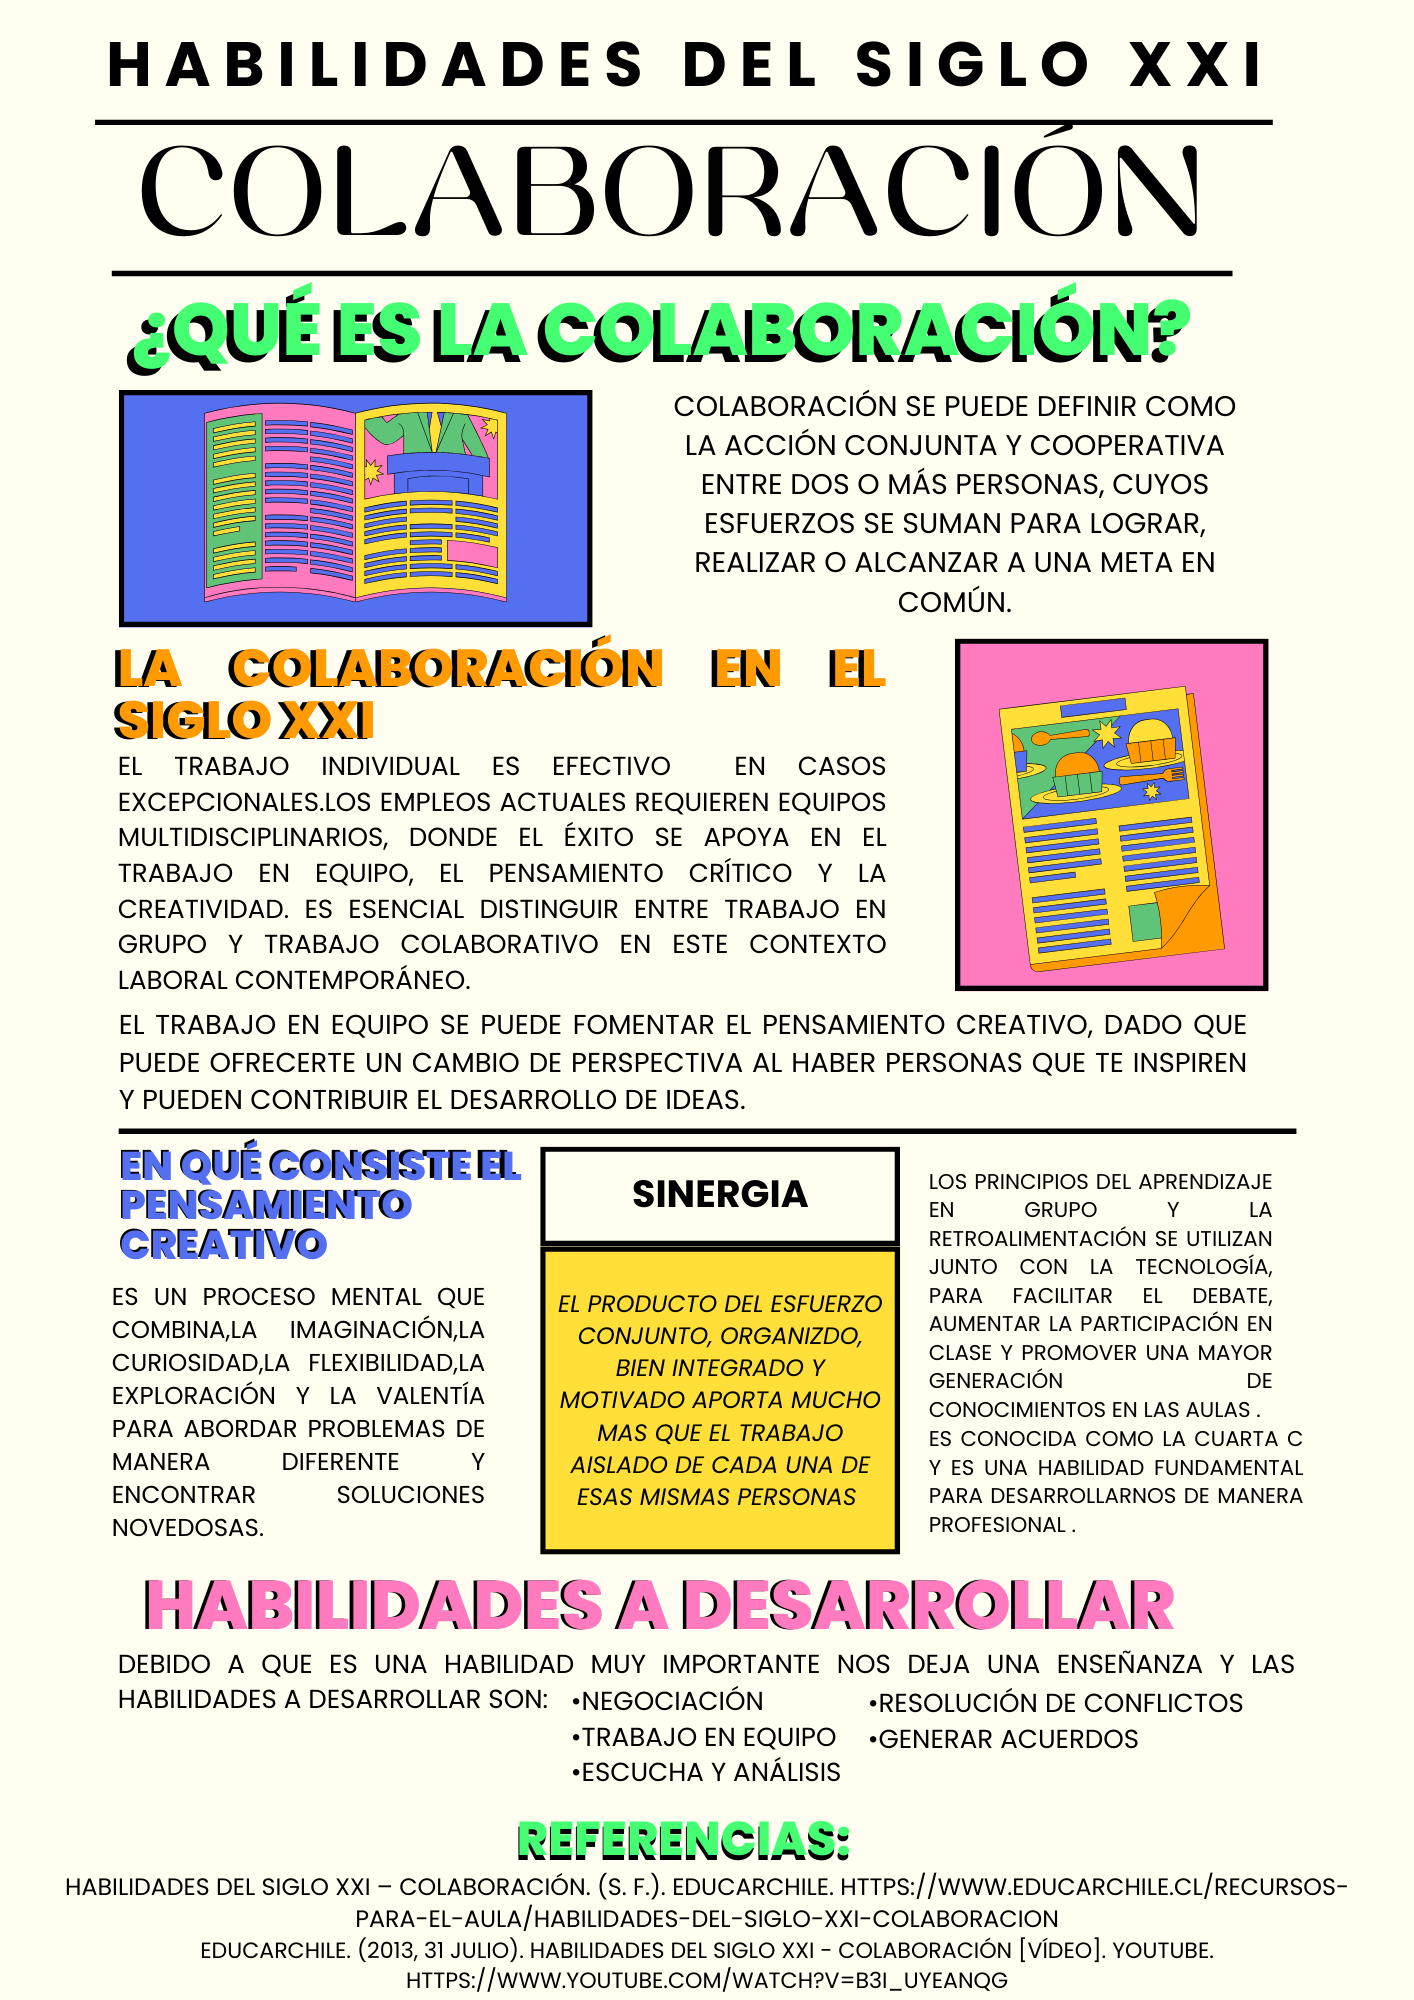 HABILIDADES DEL SIGLO XXI
COLABORACIÓN
¿QUÉ ES LA COLABORACIÓN?
COLABORACIÓN SE PUEDE DEFINIR COMO
LA ACCIÓN CONJUNTA Y COOPERATIVA
ENTRE DOS O MÁS PERSONAS, CUYOS
ESFUERZOS SE SUMAN PARA LOGRAR,
REALIZAR O ALCANZAR A UNA META EN
COMÚN.
LA COLABORACIÓN EN EL
SIGLO XXI
EL TRABAJO INDIVIDUAL ES EFECTIVO EN CASOS
EXCEPCIONALES.LOS EMPLEOS ACTUALES REQUIEREN EQUIPOS
MULTIDISCIPLINARIOS, DONDE EL ÉXITO SE APOYA EN EL
TRABAJO EN EQUIPO, EL PENSAMIENTO CRÍTICO Y LA
CREATIVIDAD. ES ESENCIAL DISTINGUIR ENTRE TRABAJO EN
GRUPO Y TRABAJO COLABORATIVO EN ESTE CONTEXTO
LABORAL CONTEMPORÁNEO.
EL TRABAJO EN EQUIPO SE PUEDE FOMENTAR EL PENSAMIENTO CREATIVO, DADO QUE
PUEDE OFRECERTE UN CAMBIO DE PERSPECTIVA AL HABER PERSONAS QUE TE INSPIREN
Y PUEDEN CONTRIBUIR EL DESARROLLO DE IDEAS.
EN QUÉ CONSISTE EL
PENSAMIENTO
CREATIVO
ES UN PROCESO MENTAL QUE
COMBINA,LA IMAGINACIÓN,LA
CURIOSIDAD,LA FLEXIBILIDAD,LA
EXPLORACIÓN Y LA VALENTÍA
PARA ABORDAR PROBLEMAS DE
MANERA DIFERENTE Y
ENCONTRAR SOLUCIONES
NOVEDOSAS.
SINERGIA
EL PRODUCTO DEL ESFUERZO
CONJUNTO, ORGANIZDO,
BIEN INTEGRADO Y
MOTIVADO APORTA MUCHO
MAS QUE EL TRABAJO
AISLADO DE CADA UNA DE
ESAS MISMAS PERSONAS
LOS PRINCIPIOS DEL APRENDIZAJE
EN GRUPO Y LA
RETROALIMENTACIÓN SE UTILIZAN
JUNTO CON LA TECNOLOGÍA,
PARA FACILITAR EL DEBATE,
AUMENTAR LA PARTICIPACIÓN EN
CLASE Y PROMOVER UNA MAYOR
GENERACIÓN DE
CONOCIMIENTOS EN LAS AULAS .
ES CONOCIDA COMO LA CUARTA C
Y ES UNA HABILIDAD FUNDAMENTAL
PARA DESARROLLARNOS DE MANERA
PROFESIONAL .
HABILIDADES A DESARROLLAR
DEBIDO A QUE ES UNA HABILIDAD MUY IMPORTANTE NOS DEJA UNA ENSEÑANZA Y LAS
HABILIDADES A DESARROLLAR SON:
•NEGOCIACIÓN
•TRABAJO EN EQUIPO
•ESCUCHA Y ANÁLISIS
•RESOLUCIÓN DE CONFLICTOS
•GENERAR ACUERDOS
REFERENCIAS:
HABILIDADES DEL SIGLO XXI – COLABORACIÓN. (S. F.). EDUCARCHILE. HTTPS://WWW.EDUCARCHILE.CL/RECURSOS-
PARA-EL-AULA/HABILIDADES-DEL-SIGLO-XXI-COLABORACION
EDUCARCHILE. (2013, 31 JULIO). HABILIDADES DEL SIGLO XXI - COLABORACIÓN [VÍDEO]. YOUTUBE.
HTTPS://WWW.YOUTUBE.COM/WATCH?V=B3I_UYEANQG